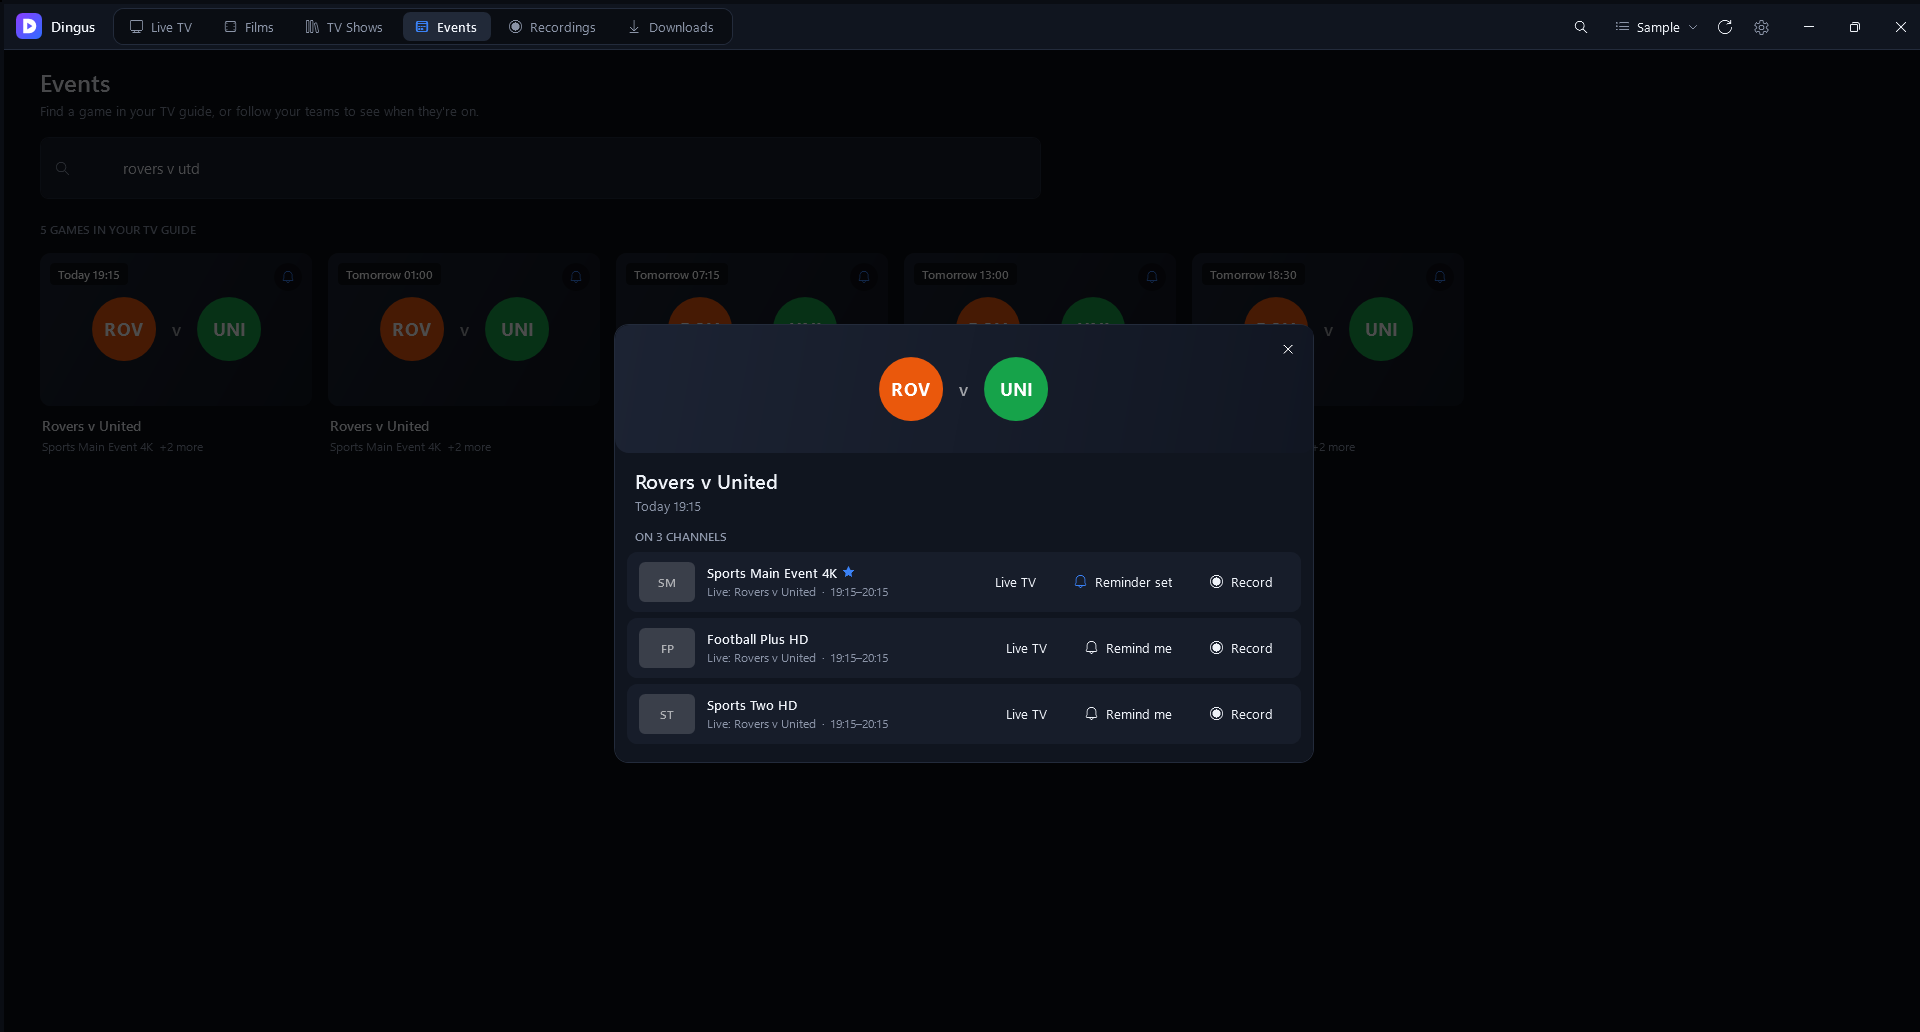 Dingus
Live TV
Films
TV Shows
Events
Recordings
Downloads
Sample
Events
Find a game in your TV guide, or follow your teams to see when they're on.
rovers v utd
5 GAMES IN YOUR TV GUIDE
Today 19:15
ROV v UNI
Rovers v United
Sports Main Event 4K +2 more
Tomorrow 01:00
ROV v UNI
Rovers v United
Sports Main Event 4K +2 more
Tomorrow 07:15
Tomorrow 13:00
Tomorrow 18:30
v UNI
+2 more
ROV v UNI
Rovers v United
Today 19:15
ON 3 CHANNELS
SM
Sports Main Event 4K
Live: Rovers v United · 19:15–20:15
Live TV
Reminder set
Record
FP
Football Plus HD
Live: Rovers v United · 19:15–20:15
Live TV
Remind me
Record
ST
Sports Two HD
Live: Rovers v United · 19:15–20:15
Live TV
Remind me
Record